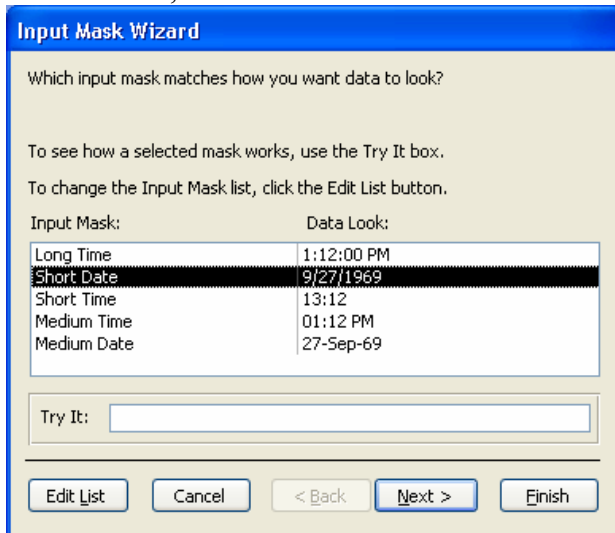 Input Mask Wizard
Which input mask matches how you want data to look?
To see how a selected mask works, use the Try It box.
To change the Input Mask list, click the Edit List button.
Input Mask: Data Look:
Long Time 1:12:00 PM
Short Date 9/27/1969
Short Time 13:12
Medium Time 01:12 PM
Medium Date 27-Sep-69
Try It:
Edit List Cancel < Back Next > Finish